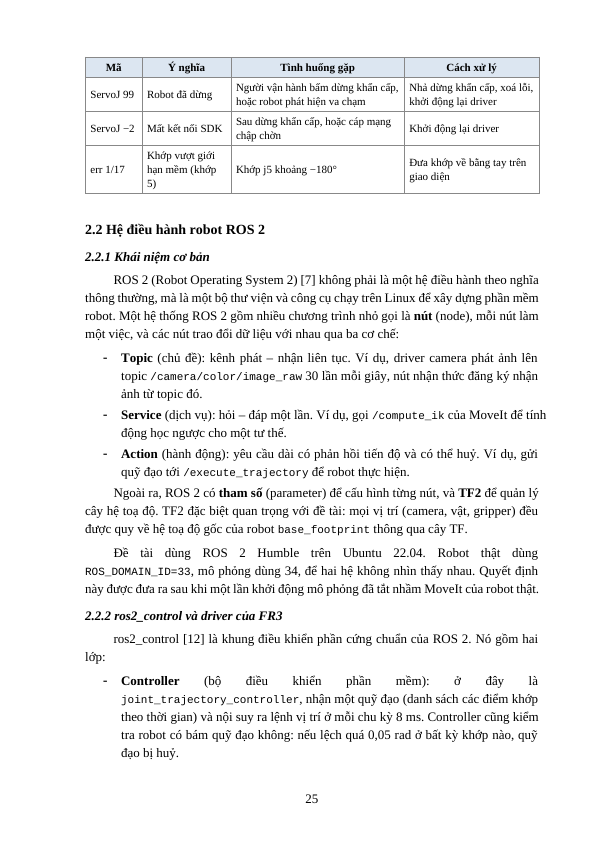 Mã Ý nghĩa Tình huống gặp Cách xử lý
ServoJ 99 Robot đã dừng Người vận hành bấm dừng khẩn cấp, hoặc robot phát hiện va chạm Nhả dừng khẩn cấp, xoá lỗi, khởi động lại driver
ServoJ −2 Mất kết nối SDK Sau dừng khẩn cấp, hoặc cáp mạng chập chờn Khởi động lại driver
err 1/17 Khớp vượt giới hạn mềm (khớp 5) Khớp j5 khoảng −180° Đưa khớp về bằng tay trên giao diện
2.2 Hệ điều hành robot ROS 2
2.2.1 Khái niệm cơ bản
ROS 2 (Robot Operating System 2) [7] không phải là một hệ điều hành theo nghĩa
thông thường, mà là một bộ thư viện và công cụ chạy trên Linux để xây dựng phần mềm
robot. Một hệ thống ROS 2 gồm nhiều chương trình nhỏ gọi là nút (node), mỗi nút làm
một việc, và các nút trao đổi dữ liệu với nhau qua ba cơ chế:
- Topic (chủ đề): kênh phát – nhận liên tục. Ví dụ, driver camera phát ảnh lên
topic /camera/color/image_raw 30 lần mỗi giây, nút nhận thức đăng ký nhận
ảnh từ topic đó.
- Service (dịch vụ): hỏi – đáp một lần. Ví dụ, gọi /compute_ik của MoveIt để tính
động học ngược cho một tư thế.
- Action (hành động): yêu cầu dài có phản hồi tiến độ và có thể huỷ. Ví dụ, gửi
quỹ đạo tới /execute_trajectory để robot thực hiện.
Ngoài ra, ROS 2 có tham số (parameter) để cấu hình từng nút, và TF2 để quản lý
cây hệ toạ độ. TF2 đặc biệt quan trọng với đề tài: mọi vị trí (camera, vật, gripper) đều
được quy về hệ toạ độ gốc của robot base_footprint thông qua cây TF.
Đề tài dùng ROS 2 Humble trên Ubuntu 22.04. Robot thật dùng
ROS_DOMAIN_ID=33, mô phỏng dùng 34, để hai hệ không nhìn thấy nhau. Quyết định
này được đưa ra sau khi một lần khởi động mô phỏng đã tắt nhầm MoveIt của robot thật.
2.2.2 ros2_control và driver của FR3
ros2_control [12] là khung điều khiển phần cứng chuẩn của ROS 2. Nó gồm hai
lớp:
- Controller (bộ điều khiển phần mềm): ở đây là
joint_trajectory_controller, nhận một quỹ đạo (danh sách các điểm khớp
theo thời gian) và nội suy ra lệnh vị trí ở mỗi chu kỳ 8 ms. Controller cũng kiểm
tra robot có bám quỹ đạo không: nếu lệch quá 0,05 rad ở bất kỳ khớp nào, quỹ
đạo bị huỷ.
25